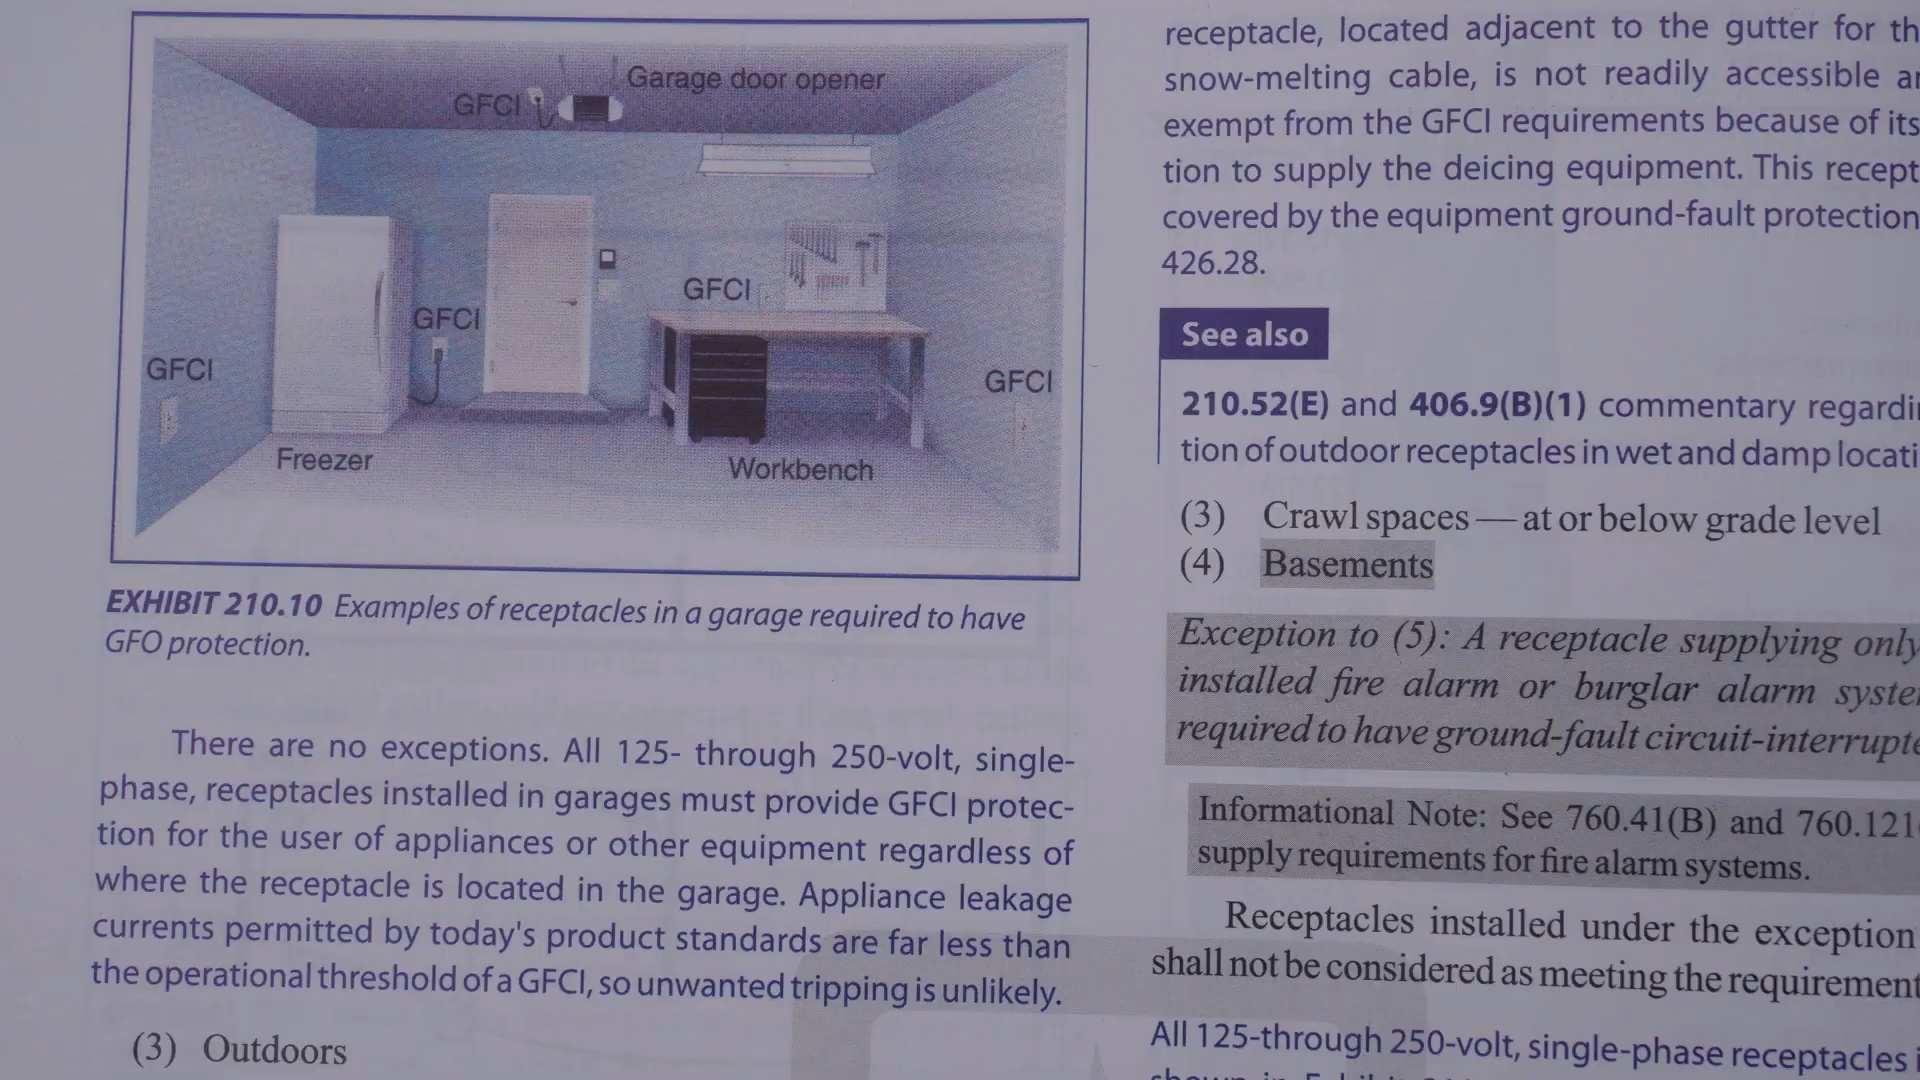 Garage door opener
GFCI
GFCI
GFCI
GFCI
GFCI
Freezer
Workbench
EXHIBIT 210.10 Examples of receptacles in a garage required to have
GFO protection.
There are no exceptions. All 125- through 250-volt, single-
phase, receptacles installed in garages must provide GFCI protec-
tion for the user of appliances or other equipment regardless of
where the receptacle is located in the garage. Appliance leakage
currents permitted by today's product standards are far less than
the operational threshold of a GFCI, so unwanted tripping is unlikely.
(3) Outdoors
receptacle, located adjacent to the gutter for
snow-melting cable, is not readily accessible
exempt from the GFCI requirements because of its
tion to supply the deicing equipment. This
covered by the equipment ground-fault protection
426.28.
See also
210.52(E) and 406.9(B)(1) commentary
tion of outdoor receptacles in wet and damp
(3) Crawl spaces — at or below grade level
(4) Basements
Exception to (5): A receptacle supplying only
installed fire alarm or burglar alarm
required to have ground-fault
Informational Note: See 760.41(B) and 760.121
supply requirements for fire alarm systems.
Receptacles installed under the exception
shall not be considered as meeting the
All 125-through 250-volt, single-phase receptacles